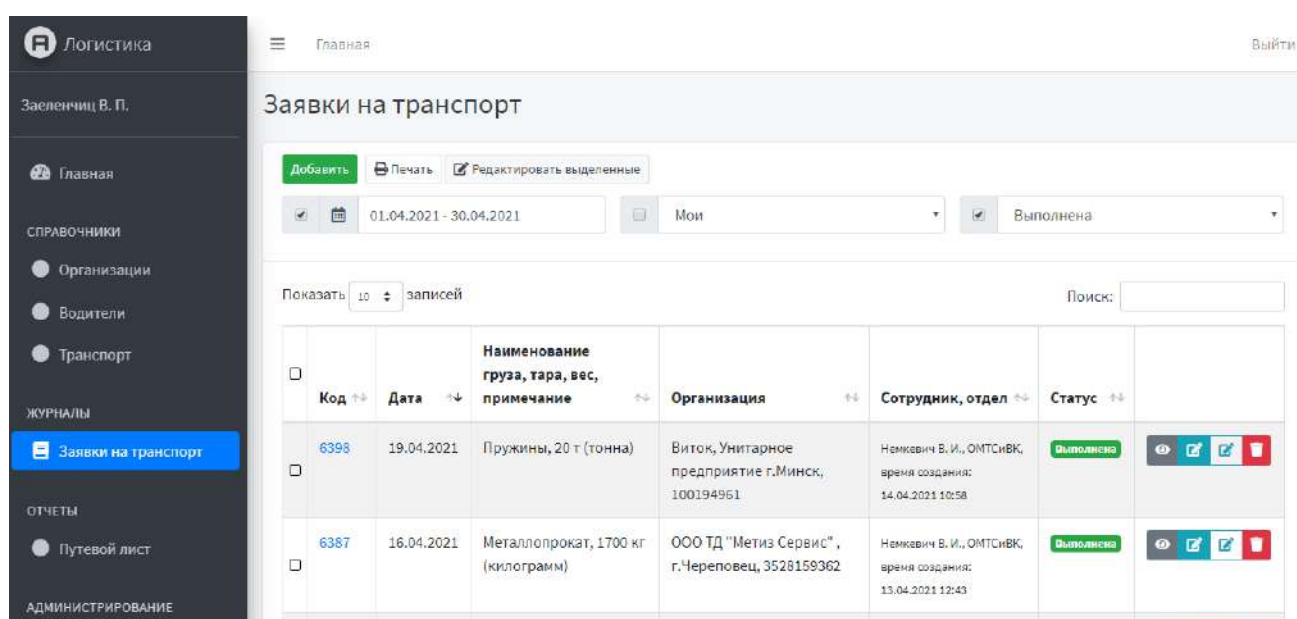 Логистика
Главная
Выйти
Заеленчиц В. П.
Заявки на транспорт
Главная
СПРАВОЧНИКИ
Организации
Водители
Транспорт
ЖУРНАЛЫ
Заявки на транспорт
ОТЧЕТЫ
Путевой лист
АДМИНИСТРИРОВАНИЕ
Добавить
Печать
Редактировать выделенные
01.04.2021 - 30.04.2021
Мои
Выполнена
Показать 10 записей
Поиск:
Код
Дата
Наименование
груза, тара, вес,
примечание
Организация
Сотрудник, отдел
Статус
6398
19.04.2021
Пружины, 20 т (тонна)
Виток, Унитарное
предприятие г.Минск,
100194961
Немкевич В. И., ОМТСиВК,
время создания:
14.04.2021 10:58
Выполнена
6387
16.04.2021
Металлопрокат, 1700 кг
(килограмм)
ООО ТД "Метиз Сервис" ,
г.Череповец, 3528159362
Немкевич В. И., ОМТСиВК,
время создания:
13.04.2021 12:43
Выполнена